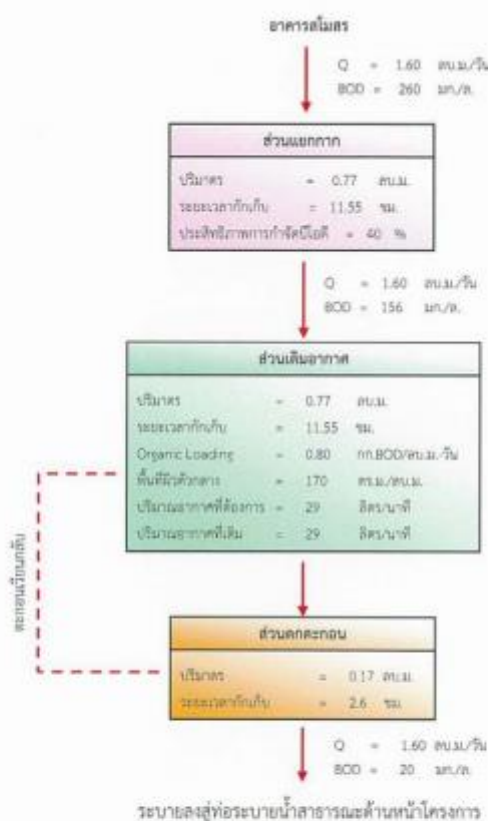 อาคารสโมสร
Q = 1.60 ลบ.ม./วัน
BOD = 260 มก./ล.
ส่วนแยกกาก
ปริมาตร = 0.77 ลบ.ม.
ระยะเวลากักเก็บ = 11.55 ชม.
ประสิทธิภาพการกำจัดบีโอดี = 40 %
Q = 1.60 ลบ.ม./วัน
BOD = 156 มก./ล.
ส่วนเติมอากาศ
ปริมาตร = 0.77 ลบ.ม.
ระยะเวลากักเก็บ = 11.55 ชม.
Organic Loading = 0.80 กก.BOD/ลบ.ม./วัน
พื้นที่ผิวตัวกลาง = 170 ตร.ม./ลบ.ม.
ปริมาณอากาศที่ต้องการ = 29 ลิตร/นาที
ปริมาณอากาศที่เติม = 29 ลิตร/นาที
ตะกอนเวียนกลับ
ส่วนตกตะกอน
ปริมาตร = 0.17 ลบ.ม.
ระยะเวลากักเก็บ = 2.6 ชม.
Q = 1.60 ลบ.ม./วัน
BOD = 20 มก./ล.
ระบายลงสู่ท่อระบายน้ำสาธารณะด้านหน้าโครงการ